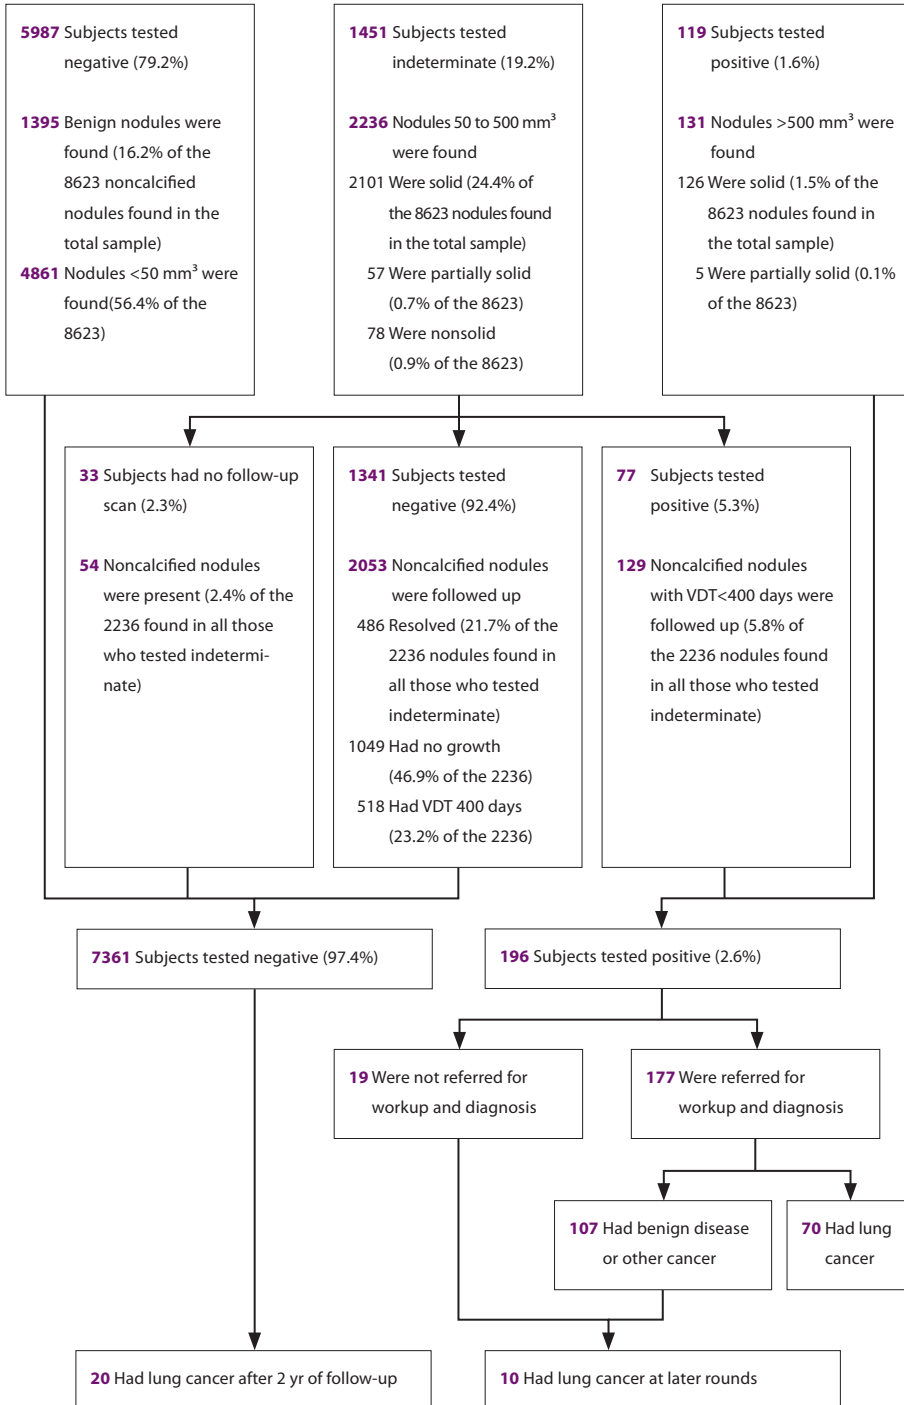 5987 Subjects tested
negative (79.2%)
1395 Benign nodules were
found (16.2% of the
8623 noncalcified
nodules found in the
total sample)
4861 Nodules <50 mm³ were
found(56.4% of the
8623)
1451 Subjects tested
indeterminate (19.2%)
2236 Nodules 50 to 500 mm³
were found
2101 Were solid (24.4% of
the 8623 nodules found
in the total sample)
57 Were partially solid
(0.7% of the 8623)
78 Were nonsolid
(0.9% of the 8623)
119 Subjects tested
positive (1.6%)
131 Nodules >500 mm³ were
found
126 Were solid (1.5% of the
8623 nodules found in
the total sample)
5 Were partially solid (0.1%
of the 8623)
33 Subjects had no follow-up
scan (2.3%)
54 Noncalcified nodules
were present (2.4% of the
2236 found in all those
who tested indetermi-
nate)
1341 Subjects tested
negative (92.4%)
2053 Noncalcified nodules
were followed up
486 Resolved (21.7% of the
2236 nodules found in
all those who tested
indeterminate)
1049 Had no growth
(46.9% of the 2236)
518 Had VDT 400 days
(23.2% of the 2236)
77 Subjects tested
positive (5.3%)
129 Noncalcified nodules
with VDT<400 days were
followed up (5.8% of
the 2236 nodules found
in all those who tested
indeterminate)
7361 Subjects tested negative (97.4%)
196 Subjects tested positive (2.6%)
19 Were not referred for
workup and diagnosis
177 Were referred for
workup and diagnosis
107 Had benign disease
or other cancer
70 Had lung
cancer
20 Had lung cancer after 2 yr of follow-up
10 Had lung cancer at later rounds